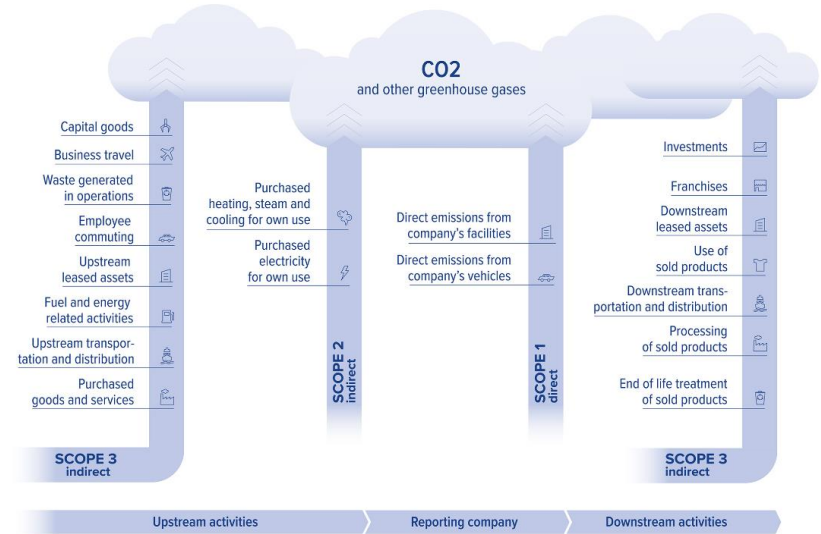 CO2
and other greenhouse gases
Capital goods
Business travel
Waste generated
in operations
Employee
commuting
Upstream
leased assets
Fuel and energy
related activities
Upstream transpor-
tation and distribution
Purchased
goods and services
SCOPE 3
indirect
Purchased
heating, steam and
cooling for own use
Purchased
electricity
for own use
SCOPE 2
indirect
Direct emissions from
company's facilities
Direct emissions from
company's vehicles
SCOPE 1
direct
Investments
Franchises
Downstream
leased assets
Use of
sold products
Downstream trans-
portation and distribution
Processing
of sold products
End of life treatment
of sold products
SCOPE 3
indirect
Upstream activities
Reporting company
Downstream activities